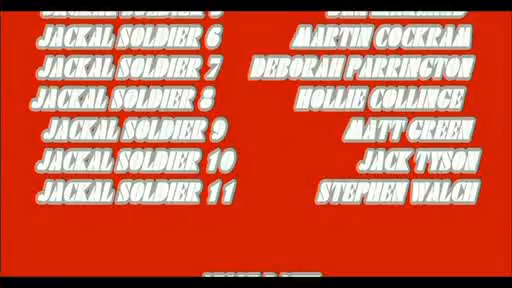 JACKAL SOLDIER 6 MARTIN COCKRAM
JACKAL SOLDIER 7 DEBORAH PARRINGTON
JACKAL SOLDIER 8 HOLLIE COLLINGE
JACKAL SOLDIER 9 MATT GREEN
JACKAL SOLDIER 10 JACK TYSON
JACKAL SOLDIER 11 STEPHEN WALCH